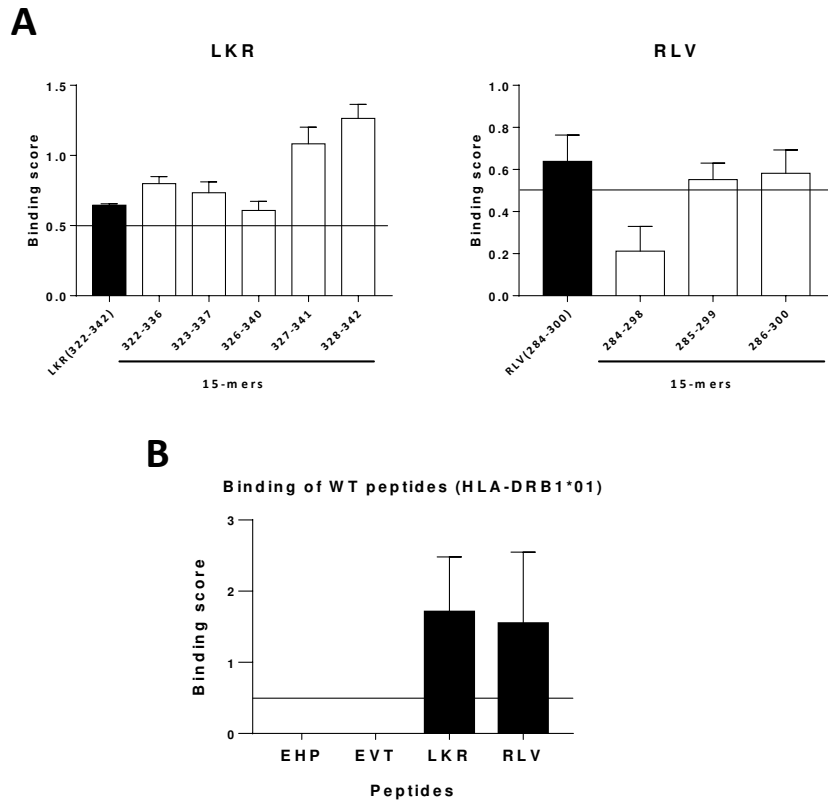 A
LKR
Binding score
1.5
1.0
0.5
0.0
LKR(322-342)
322-336
323-337
326-340
327-341
328-342
15-mers
RLV
Binding score
1.0
0.8
0.6
0.4
0.2
0.0
RLV(284-300)
284-298
285-299
286-300
15-mers
B
Binding of WT peptides (HLA-DRB1*01)
Binding score
3
2
1
0
EHP EVT LKR RLV
Peptides